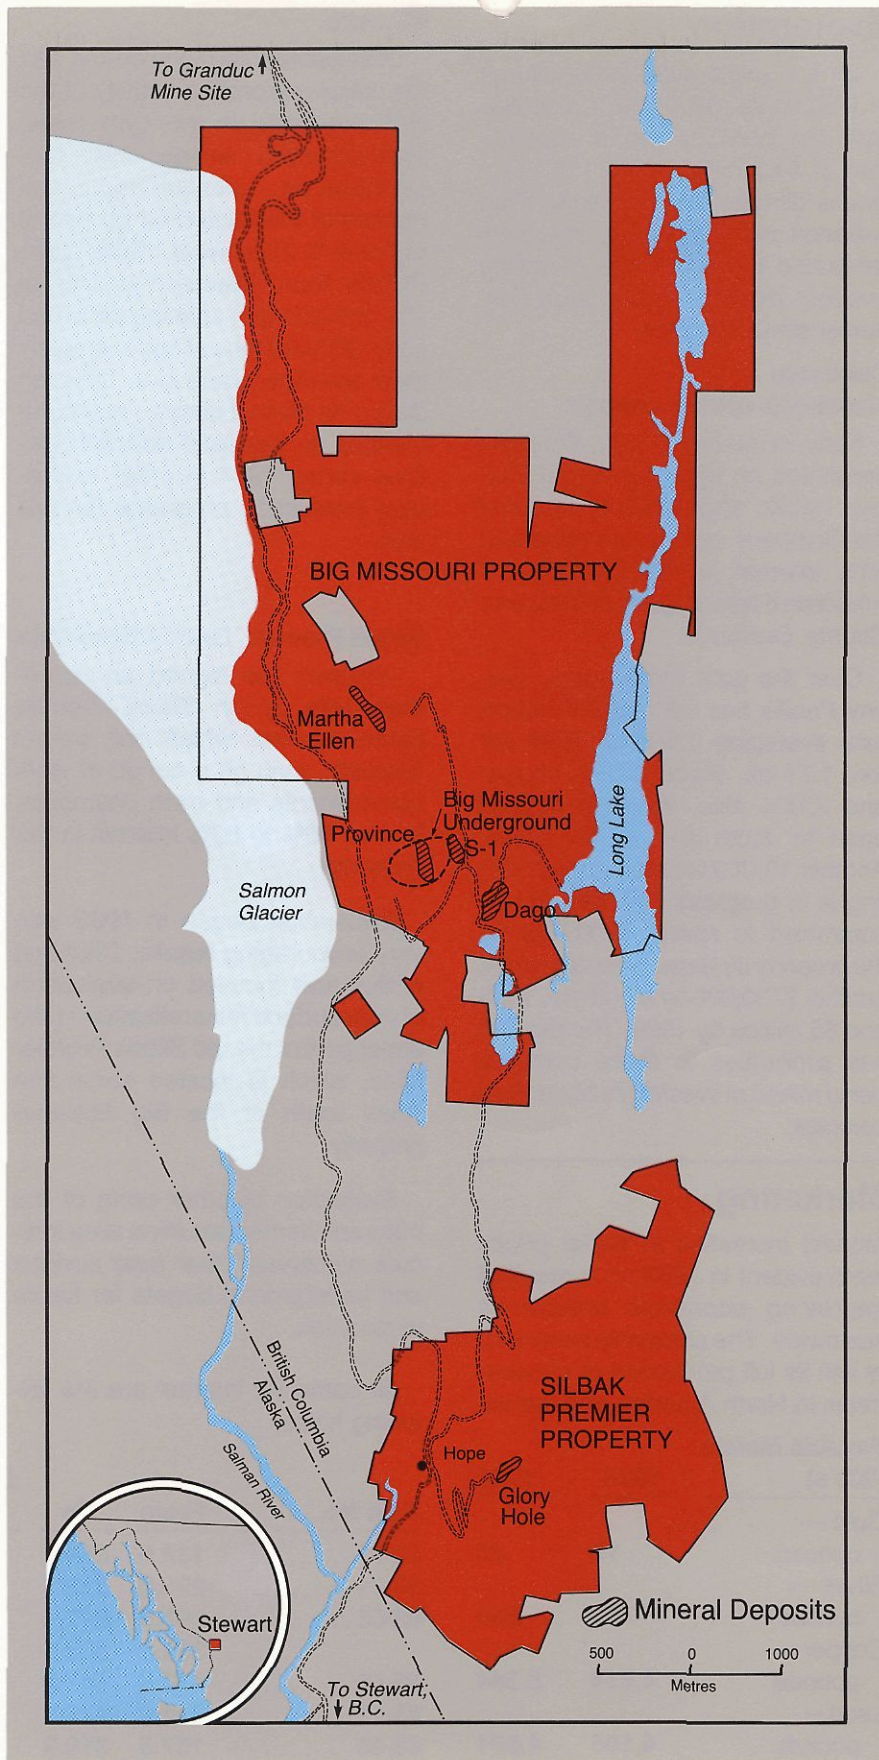 To Granduc
Mine Site
BIG MISSOURI PROPERTY
Martha
Ellen
Big Missouri
Underground
Province
S-1
Dago
Long Lake
Salmon
Glacier
British Columbia
Alaska
Salman River
SILBAK
PREMIER
PROPERTY
Hope
Glory
Hole
Stewart
Mineral Deposits
500 0 1000
Metres
To Stewart,
B.C.